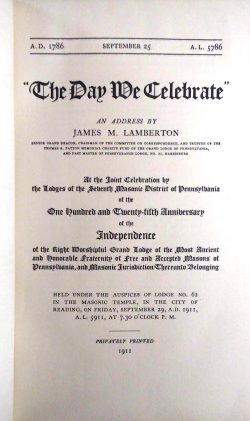 A.D. 1786 SEPTEMBER 25 A.L. 5786
"The Day We Celebrate"
AN ADDRESS BY
JAMES M. LAMBERTON
SENIOR GRAND DEACON, CHAIRMAN OF THE COMMITTEE ON CORRESPONDENCE, AND TRUSTEE OF THE
THOMAS R. PATTON MEMORIAL CHARITY FUND OF THE GRAND LODGE OF PENNSYLVANIA,
AND PAST MASTER OF PERSEVERANCE LODGE, NO. 21, HARRISBURG
At the Joint Celebration by
the Lodges of the Seventh Masonic District of Pennsylvania
of the
One Hundred and Twenty-fifth Anniversary
of the
Independence
of the Right Worshipful Grand Lodge of the Most Ancient
and Honorable Fraternity of Free and Accepted Masons of
Pennsylvania, and Masonic Jurisdiction Thereunto Belonging
HELD UNDER THE AUSPICES OF LODGE NO. 62
IN THE MASONIC TEMPLE, IN THE CITY OF
READING, ON FRIDAY, SEPTEMBER 29, A.D. 1911,
A.L. 5911, AT 7.30 O'CLOCK P. M.
PRIVATELY PRINTED
1911